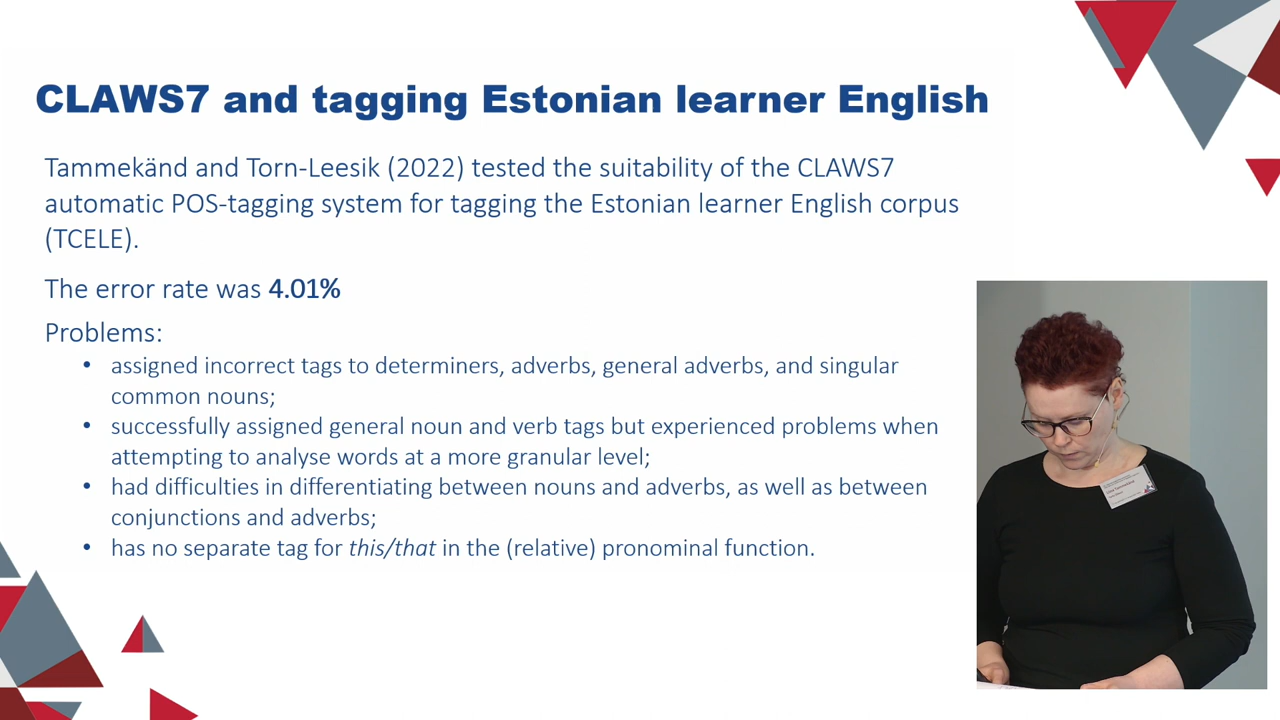 CLAWS7 and tagging Estonian learner English
Tammekänd and Torn-Leesik (2022) tested the suitability of the CLAWS7
automatic POS-tagging system for tagging the Estonian learner English corpus
(TCELE).
The error rate was 4.01%
Problems:
• assigned incorrect tags to determiners, adverbs, general adverbs, and singular
common nouns;
• successfully assigned general noun and verb tags but experienced problems when
attempting to analyse words at a more granular level;
• had difficulties in differentiating between nouns and adverbs, as well as between
conjunctions and adverbs;
• has no separate tag for this/that in the (relative) pronominal function.